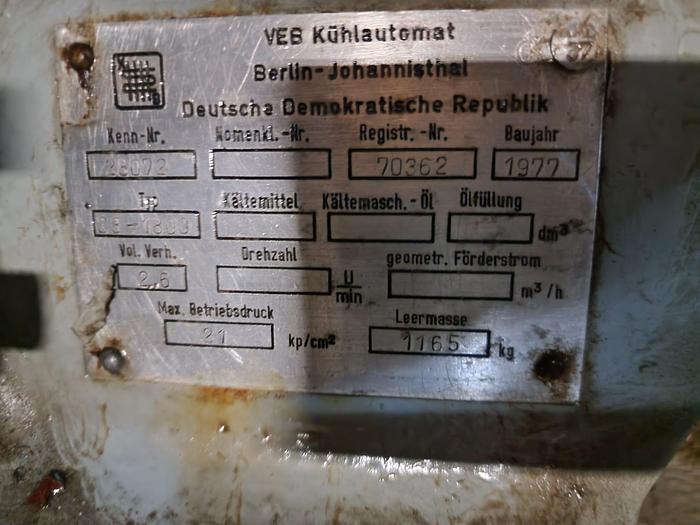 VEB Kühlautomat
Berlin-Johannisthal
Deutsche Demokratische Republik
Kenn-Nr. Nomenkl.-Nr. Registr.-Nr. Baujahr
28072 70362 1977
Typ Kältemittel Kältemasch.-Öl Ölfüllung
dm³
Vol. Verh. Drehzahl geometr. Förderstrom
2,6 U/min m³/h
Max. Betriebsdruck Leermasse
21 kp/cm² 1165 kg